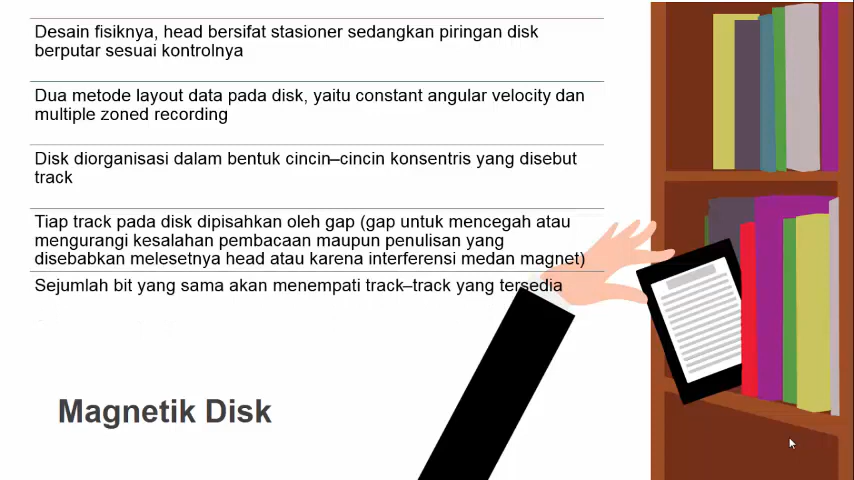 Desain fisiknya, head bersifat stasioner sedangkan piringan disk
berputar sesuai kontrolnya
Dua metode layout data pada disk, yaitu constant angular velocity dan
multiple zoned recording
Disk diorganisasi dalam bentuk cincin–cincin konsentris yang disebut
track
Tiap track pada disk dipisahkan oleh gap (gap untuk mencegah atau
mengurangi kesalahan pembacaan maupun penulisan yang
disebabkan melesetnya head atau karena interferensi medan magnet)
Sejumlah bit yang sama akan menempati track–track yang tersedia
Magnetik Disk